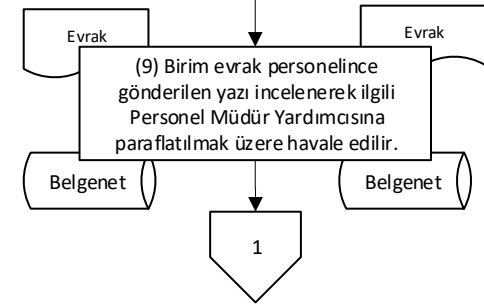 Evrak
Evrak
(9) Birim evrak personelince
gönderilen yazı incelenerek ilgili
Personel Müdür Yardımcısına
paraflatılmak üzere havale edilir.
Belgenet
Belgenet
1